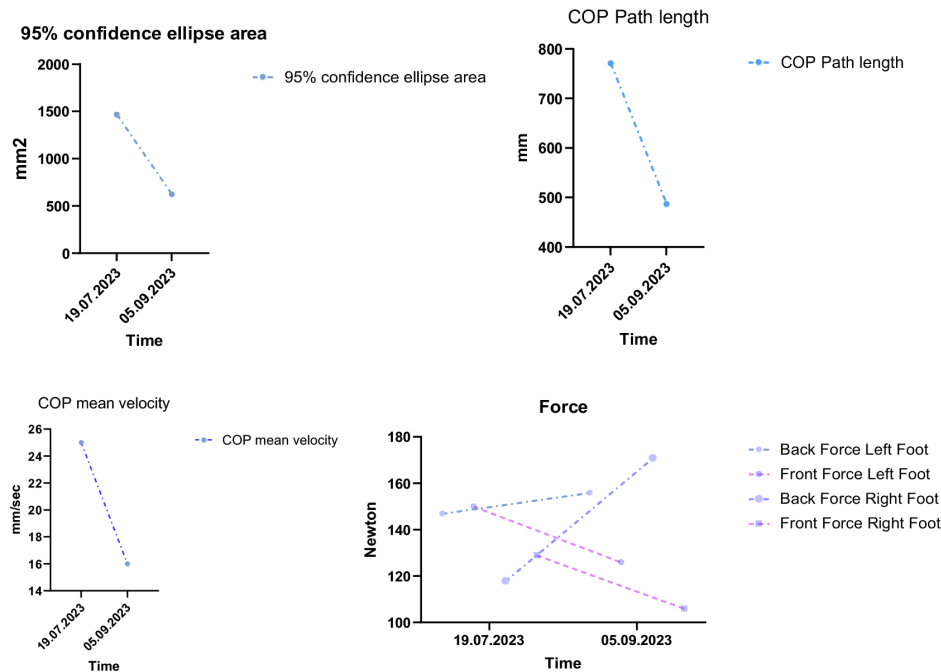 95% confidence ellipse area
2000
1500
1000
500
0
mm2
19.07.2023
05.09.2023
Time
95% confidence ellipse area
COP Path length
800
700
600
500
400
mm
19.07.2023
05.09.2023
Time
COP Path length
COP mean velocity
26
24
22
20
18
16
14
mm/sec
19.07.2023
05.09.2023
Time
COP mean velocity
Force
180
160
140
120
100
Newton
19.07.2023
05.09.2023
Time
Back Force Left Foot
Front Force Left Foot
Back Force Right Foot
Front Force Right Foot